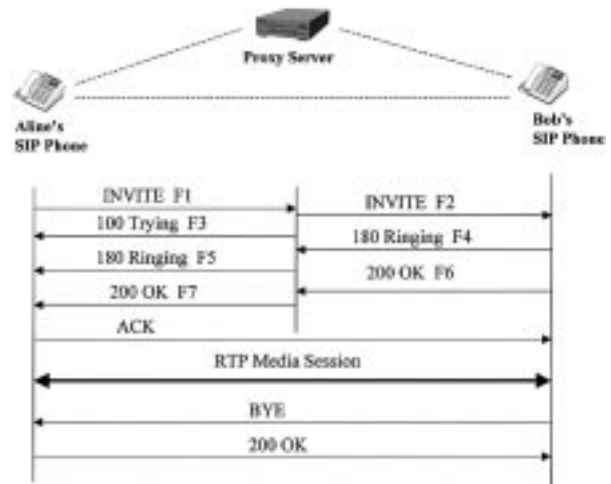 Proxy Server
Aline's
SIP Phone
Bob's
SIP Phone
INVITE F1
INVITE F2
100 Trying F3
180 Ringing F4
180 Ringing F5
200 OK F6
200 OK F7
ACK
RTP Media Session
BYE
200 OK